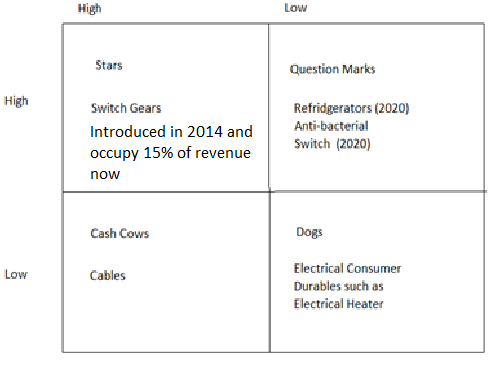 High
Low
High
Stars
Switch Gears
Introduced in 2014 and
occupy 15% of revenue
now
Question Marks
Refridgerators (2020)
Anti-bacterial
Switch (2020)
Low
Cash Cows
Cables
Dogs
Electrical Consumer
Durables such as
Electrical Heater